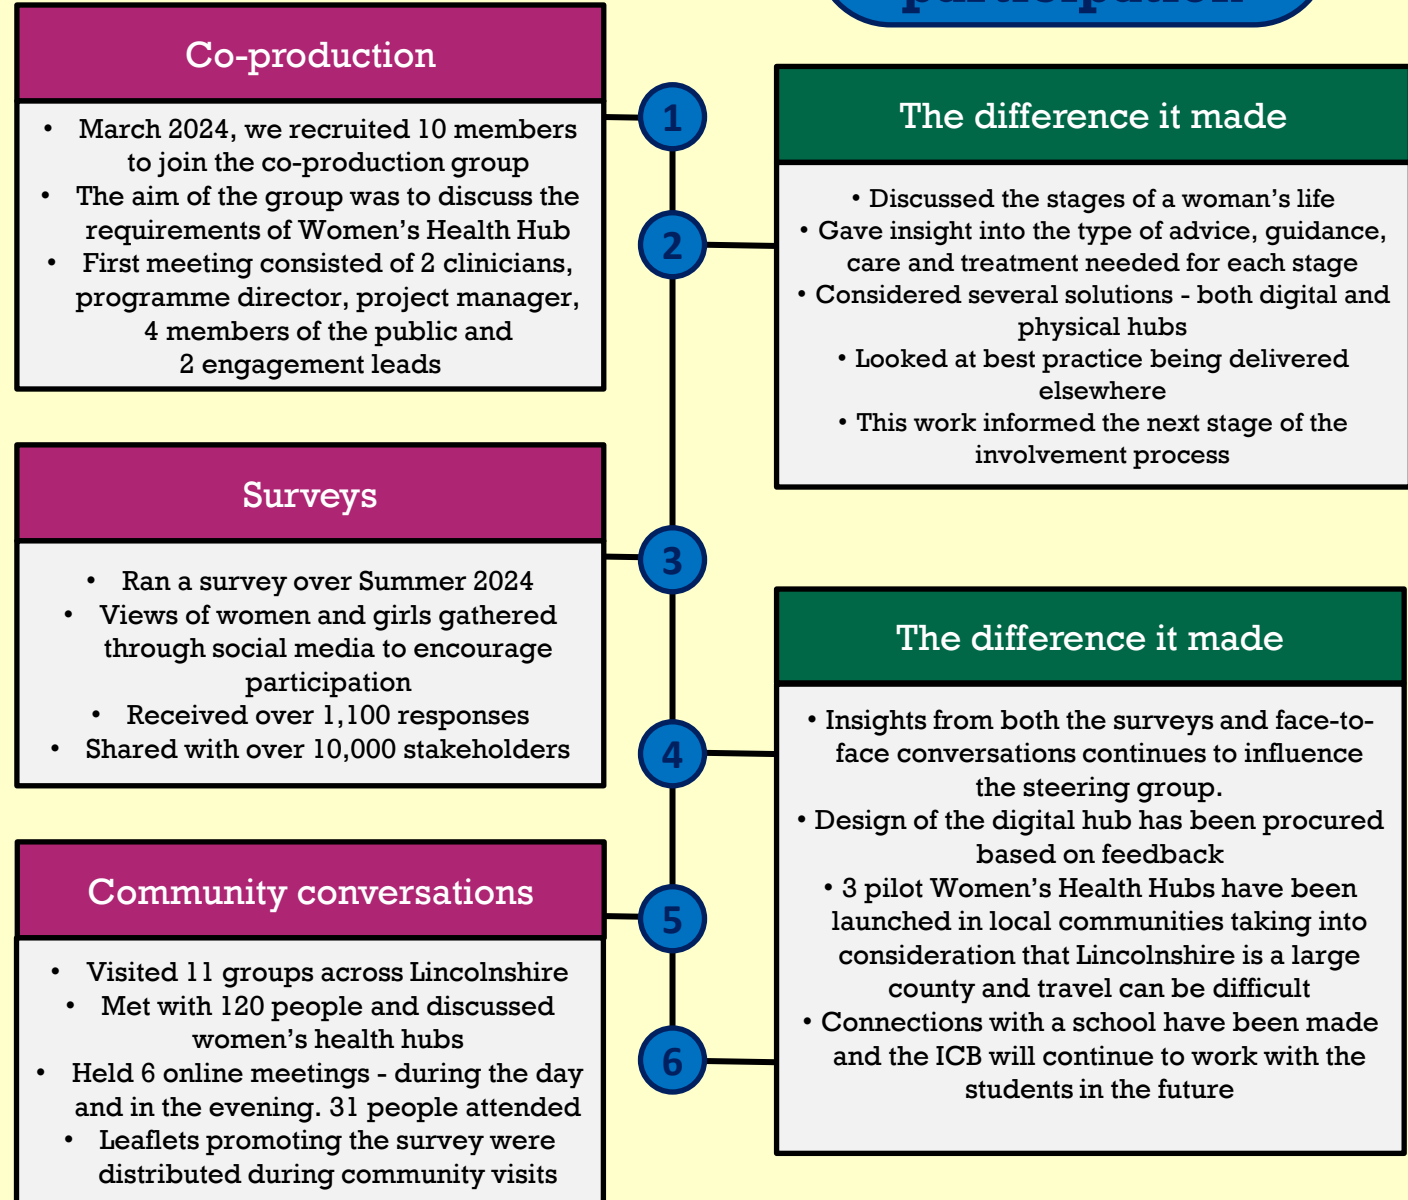 participation
Co-production
• March 2024, we recruited 10 members
to join the co-production group
• The aim of the group was to discuss the
requirements of Women’s Health Hub
• First meeting consisted of 2 clinicians,
programme director, project manager,
4 members of the public and
2 engagement leads
1
The difference it made
• Discussed the stages of a woman’s life
• Gave insight into the type of advice, guidance,
care and treatment needed for each stage
• Considered several solutions - both digital and
physical hubs
• Looked at best practice being delivered
elsewhere
• This work informed the next stage of the
involvement process
2
Surveys
• Ran a survey over Summer 2024
• Views of women and girls gathered
through social media to encourage
participation
• Received over 1,100 responses
• Shared with over 10,000 stakeholders
3
The difference it made
• Insights from both the surveys and face-to-
face conversations continues to influence
the steering group.
• Design of the digital hub has been procured
based on feedback
• 3 pilot Women’s Health Hubs have been
launched in local communities taking into
consideration that Lincolnshire is a large
county and travel can be difficult
• Connections with a school have been made
and the ICB will continue to work with the
students in the future
4
Community conversations
• Visited 11 groups across Lincolnshire
• Met with 120 people and discussed
women’s health hubs
• Held 6 online meetings - during the day
and in the evening. 31 people attended
• Leaflets promoting the survey were
distributed during community visits
5
6